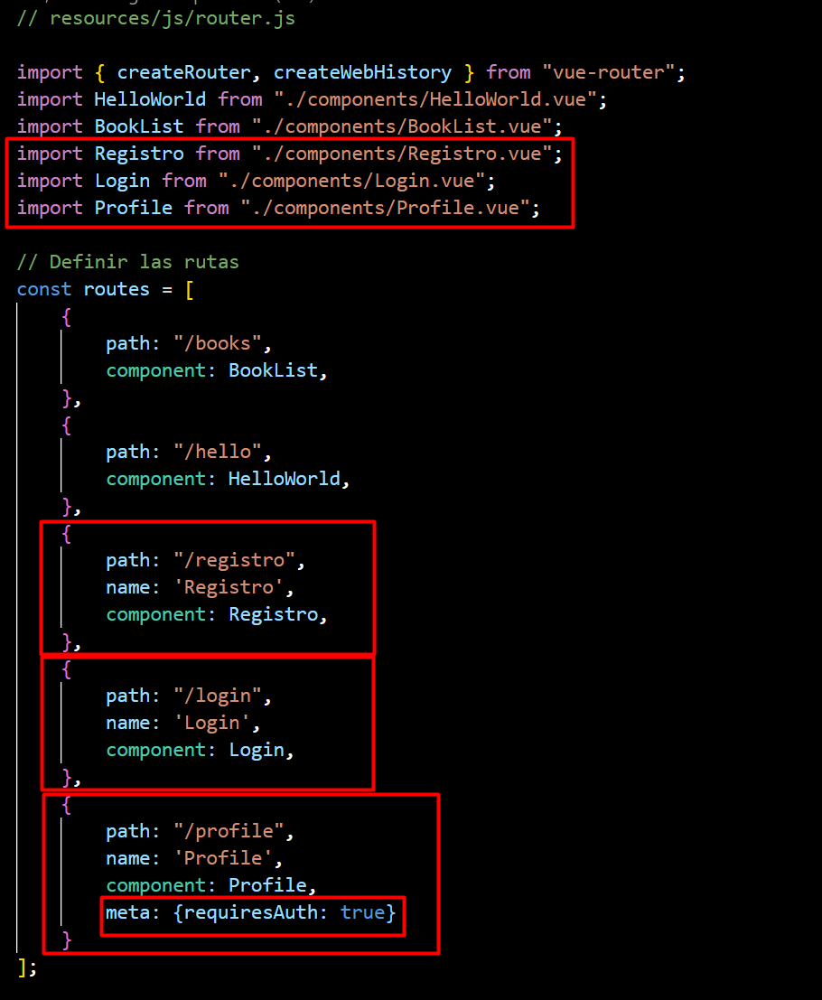 // resources/js/router.js
import { createRouter, createWebHistory } from "vue-router";
import HelloWorld from "./components/HelloWorld.vue";
import BookList from "./components/BookList.vue";
import Registro from "./components/Registro.vue";
import Login from "./components/Login.vue";
import Profile from "./components/Profile.vue";
// Definir las rutas
const routes = [
    {
        path: "/books",
        component: BookList,
    },
    {
        path: "/hello",
        component: HelloWorld,
    },
    {
        path: "/registro",
        name: 'Registro',
        component: Registro,
    },
    {
        path: "/login",
        name: 'Login',
        component: Login,
    },
    {
        path: "/profile",
        name: 'Profile',
        component: Profile,
        meta: {requiresAuth: true}
    }
];